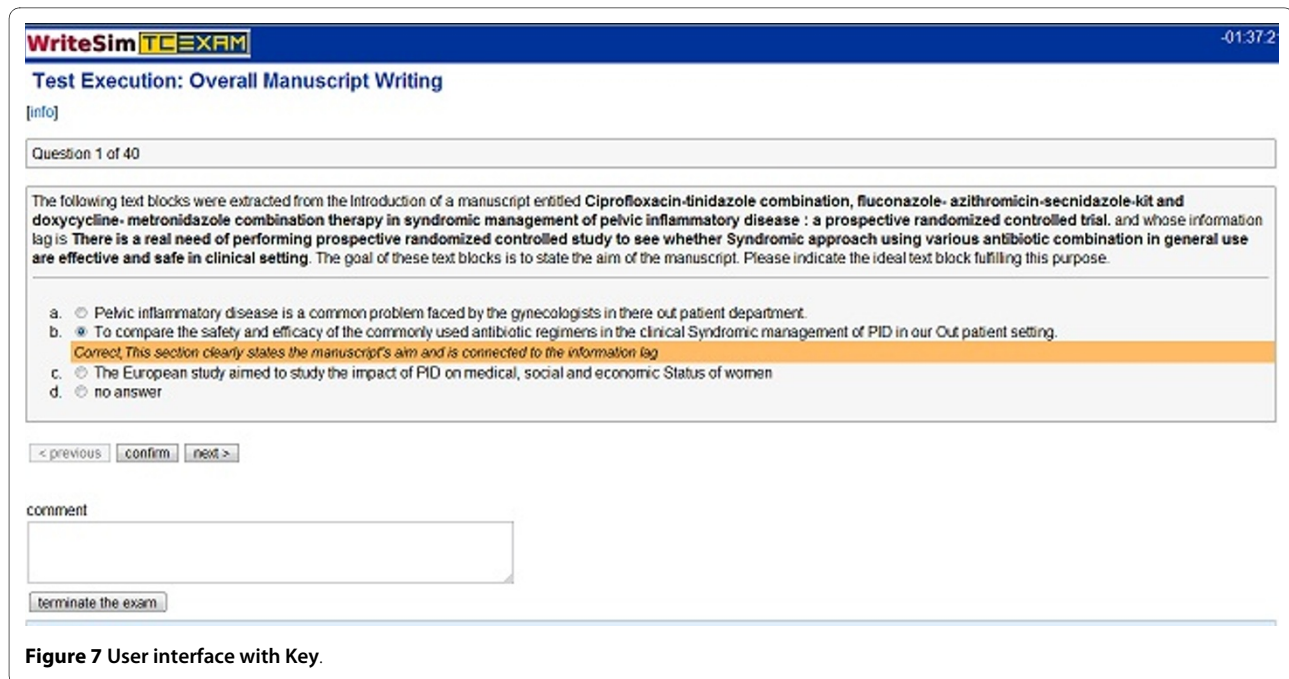 WriteSim TCEXAM
-01:37:2
Test Execution: Overall Manuscript Writing
[info]
Question 1 of 40
The following text blocks were extracted from the Introduction of a manuscript entitled Ciprofloxacin-tinidazole combination, fluconazole- azithromicin-secnidazole-kit and
doxycycline- metronidazole combination therapy in syndromic management of pelvic inflammatory disease : a prospective randomized controlled trial. and whose information
lag is There is a real need of performing prospective randomized controlled study to see whether Syndromic approach using various antibiotic combination in general use
are effective and safe in clinical setting. The goal of these text blocks is to state the aim of the manuscript. Please indicate the ideal text block fulfilling this purpose.
a. Pelvic inflammatory disease is a common problem faced by the gynecologists in there out patient department.
b. To compare the safety and efficacy of the commonly used antibiotic regimens in the clinical Syndromic management of PID in our Out patient setting.
Correct, This section clearly states the manuscript's aim and is connected to the information lag
c. The European study aimed to study the impact of PID on medical, social and economic Status of women
d. no answer
< previous confirm next >
comment
terminate the exam
Figure 7 User interface with Key.